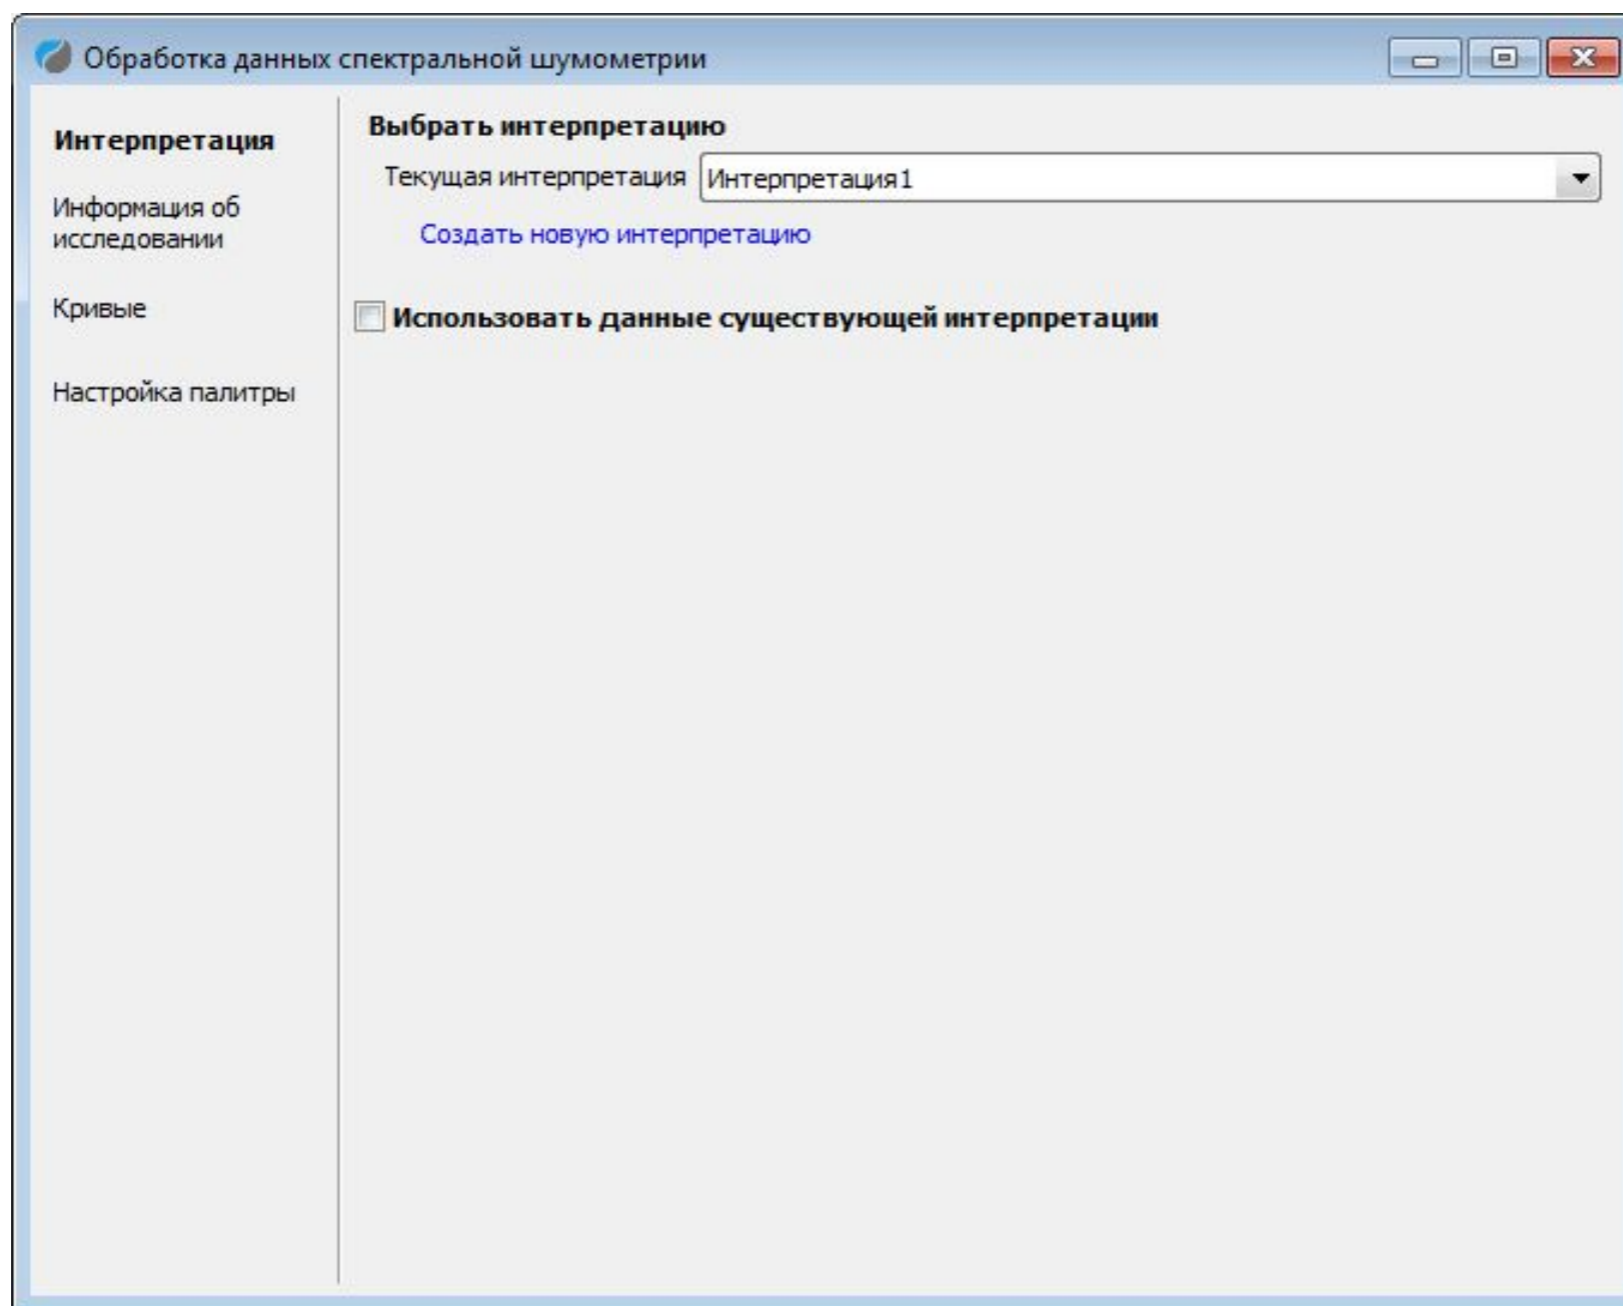 Обработка данных спектральной шумометрии
Интерпретация
Информация об
исследовании
Кривые
Настройка палитры
Выбрать интерпретацию
Текущая интерпретация Интерпретация1
Создать новую интерпретацию
Использовать данные существующей интерпретации